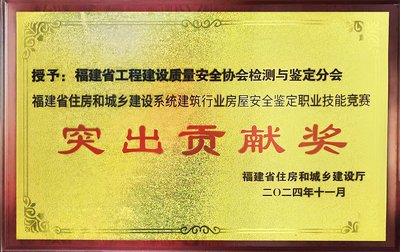 授予：福建省工程建设质量安全协会检测与鉴定分会
福建省住房和城乡建设系统建筑行业房屋安全鉴定职业技能竞赛
突出贡献奖
福建省住房和城乡建设厅
二〇二四年十一月